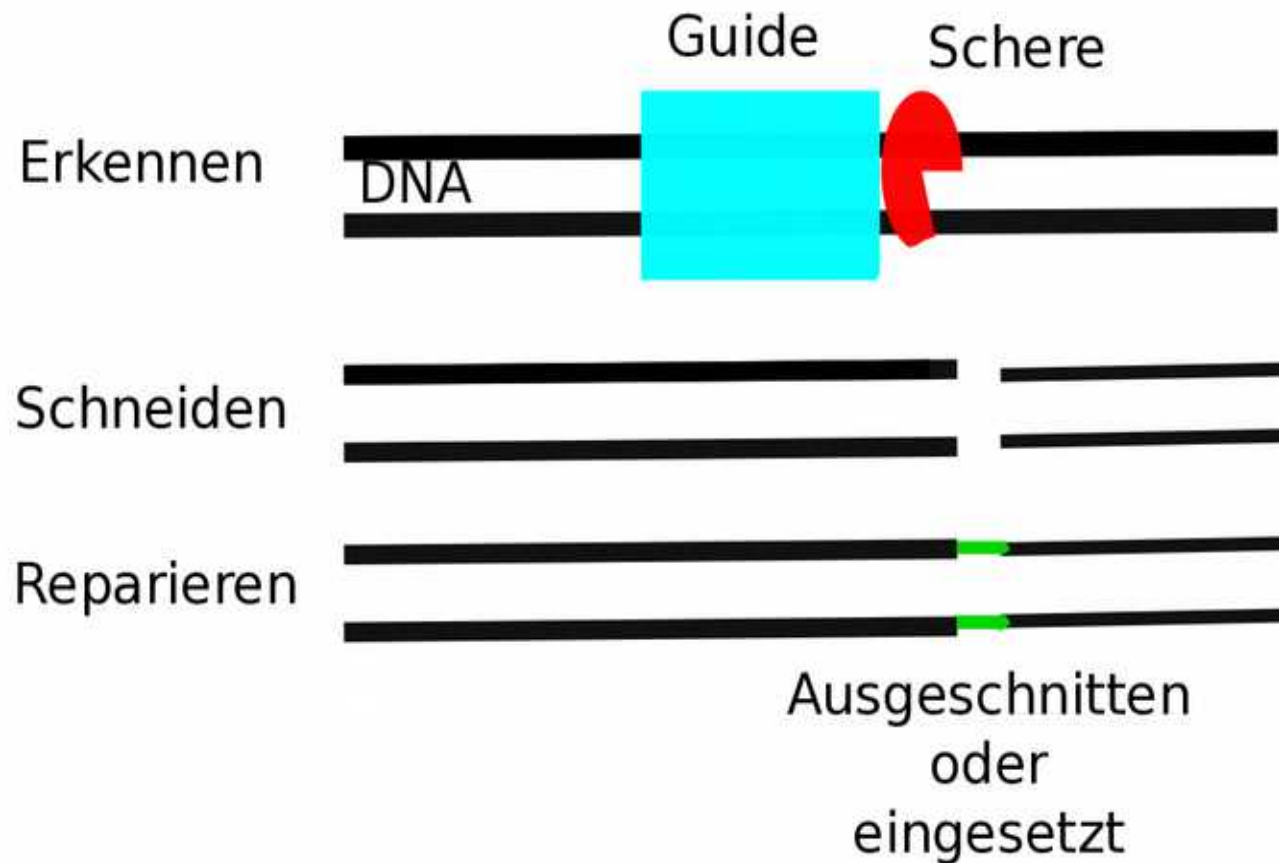 Guide
Schere
Erkennen
DNA
Schneiden
Reparieren
Ausgeschnitten
oder
eingesetzt